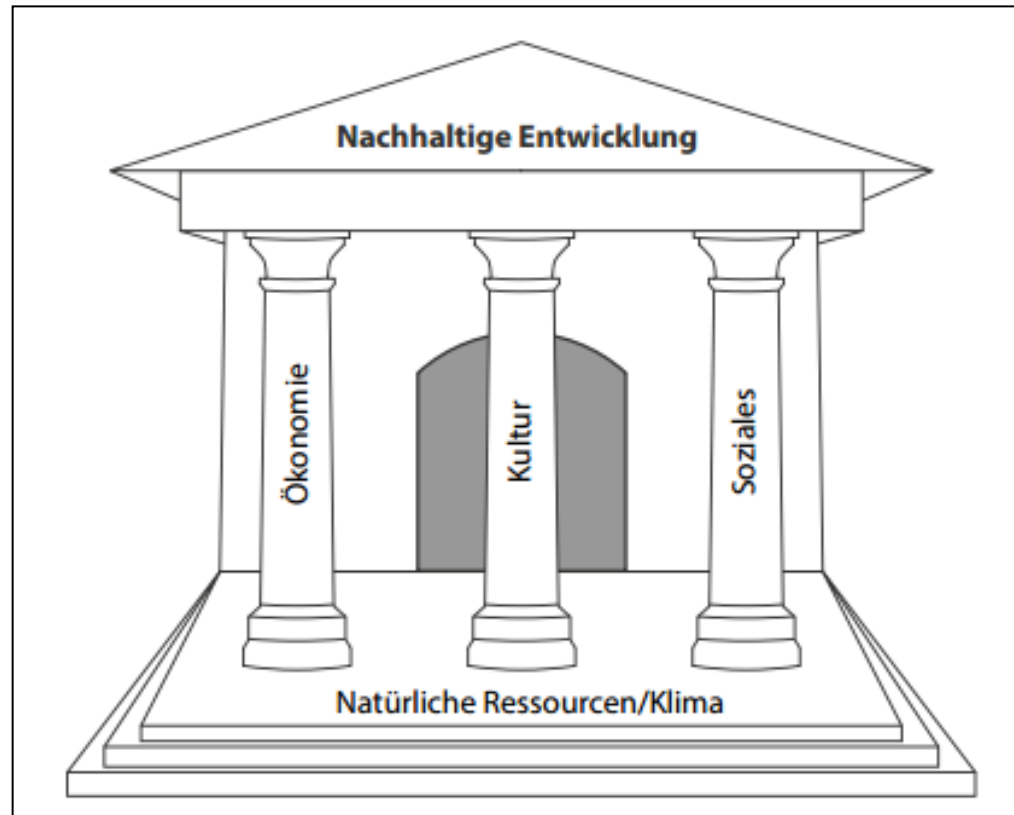 Nachhaltige Entwicklung
Ökonomie
Kultur
Soziales
Natürliche Ressourcen/Klima